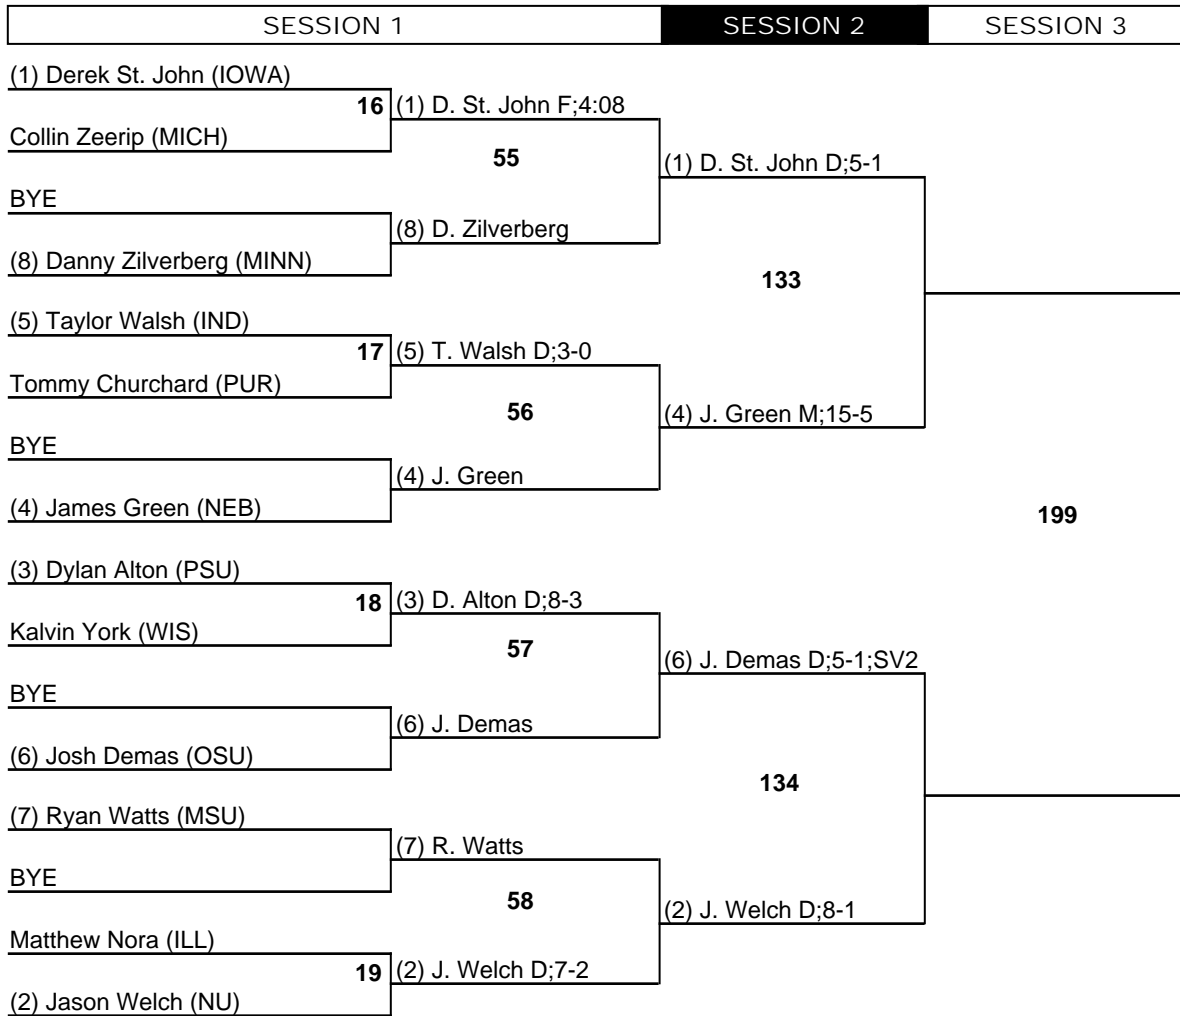 SESSION 1 SESSION 2 SESSION 3
(1) Derek St. John (IOWA)
16 (1) D. St. John F;4:08
Collin Zeerip (MICH)
55
(1) D. St. John D;5-1
BYE
(8) D. Zilverberg
(8) Danny Zilverberg (MINN)
133
(5) Taylor Walsh (IND)
17 (5) T. Walsh D;3-0
Tommy Churchard (PUR)
56
(4) J. Green M;15-5
BYE
(4) J. Green
(4) James Green (NEB)
199
(3) Dylan Alton (PSU)
18 (3) D. Alton D;8-3
Kalvin York (WIS)
57
(6) J. Demas D;5-1;SV2
BYE
(6) J. Demas
(6) Josh Demas (OSU)
134
(7) Ryan Watts (MSU)
(7) R. Watts
BYE
58
(2) J. Welch D;8-1
Matthew Nora (ILL)
19 (2) J. Welch D;7-2
(2) Jason Welch (NU)